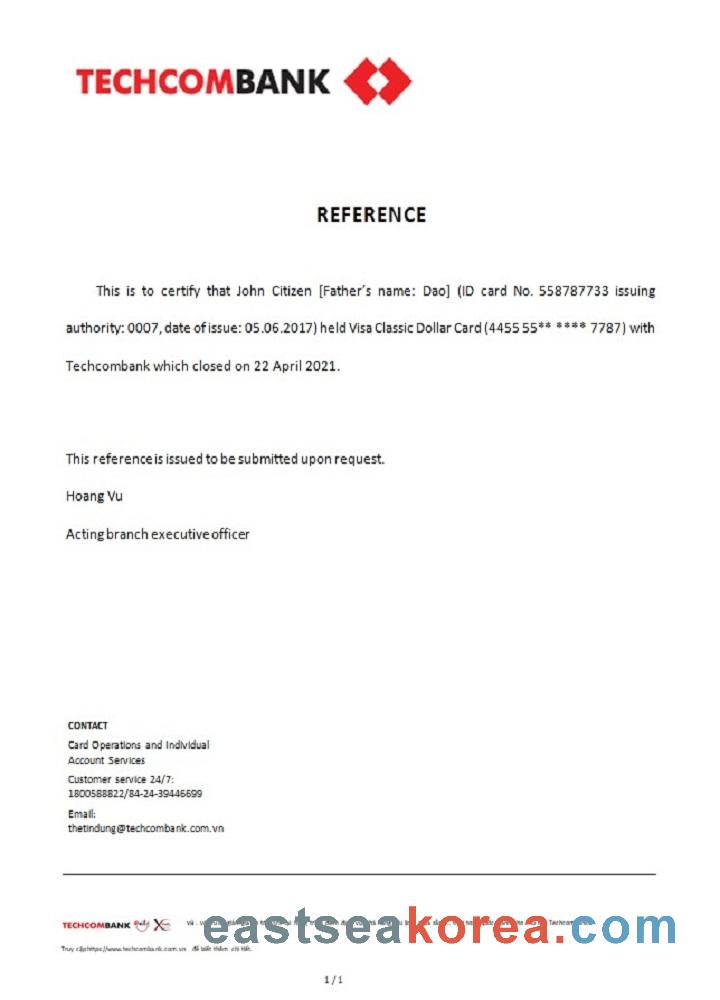 TECHCOMBANK
REFERENCE
This is to certify that John Citizen [Father's name: Dao] (ID card No. 558787733 issuing
authority: 0007, date of issue: 05.06.2017) held Visa Classic Dollar Card (4455 55** **** 7787) with
Techcombank which closed on 22 April 2021.
This reference is issued to be submitted upon request.
Hoang Vu
Acting branch executive officer
CONTACT
Card Operations and Individual
Account Services
Customer service 24/7:
1800588822/84-24-39446699
Email:
thetindung@techcombank.com.vn
TECHCOMBANK
eastseakorea.com
Truy cập https://www.techcombank.com.vn để biết thêm chi tiết.
1 / 1